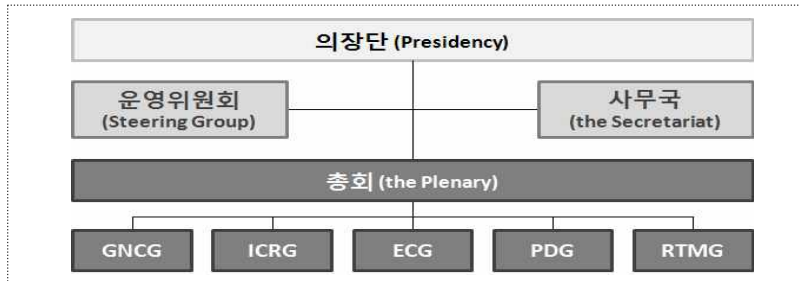 의장단 (Presidency)
운영위원회
(Steering Group)
사무국
(the Secretariat)
총회 (the Plenary)
GNCG
ICRG
ECG
PDG
RTMG